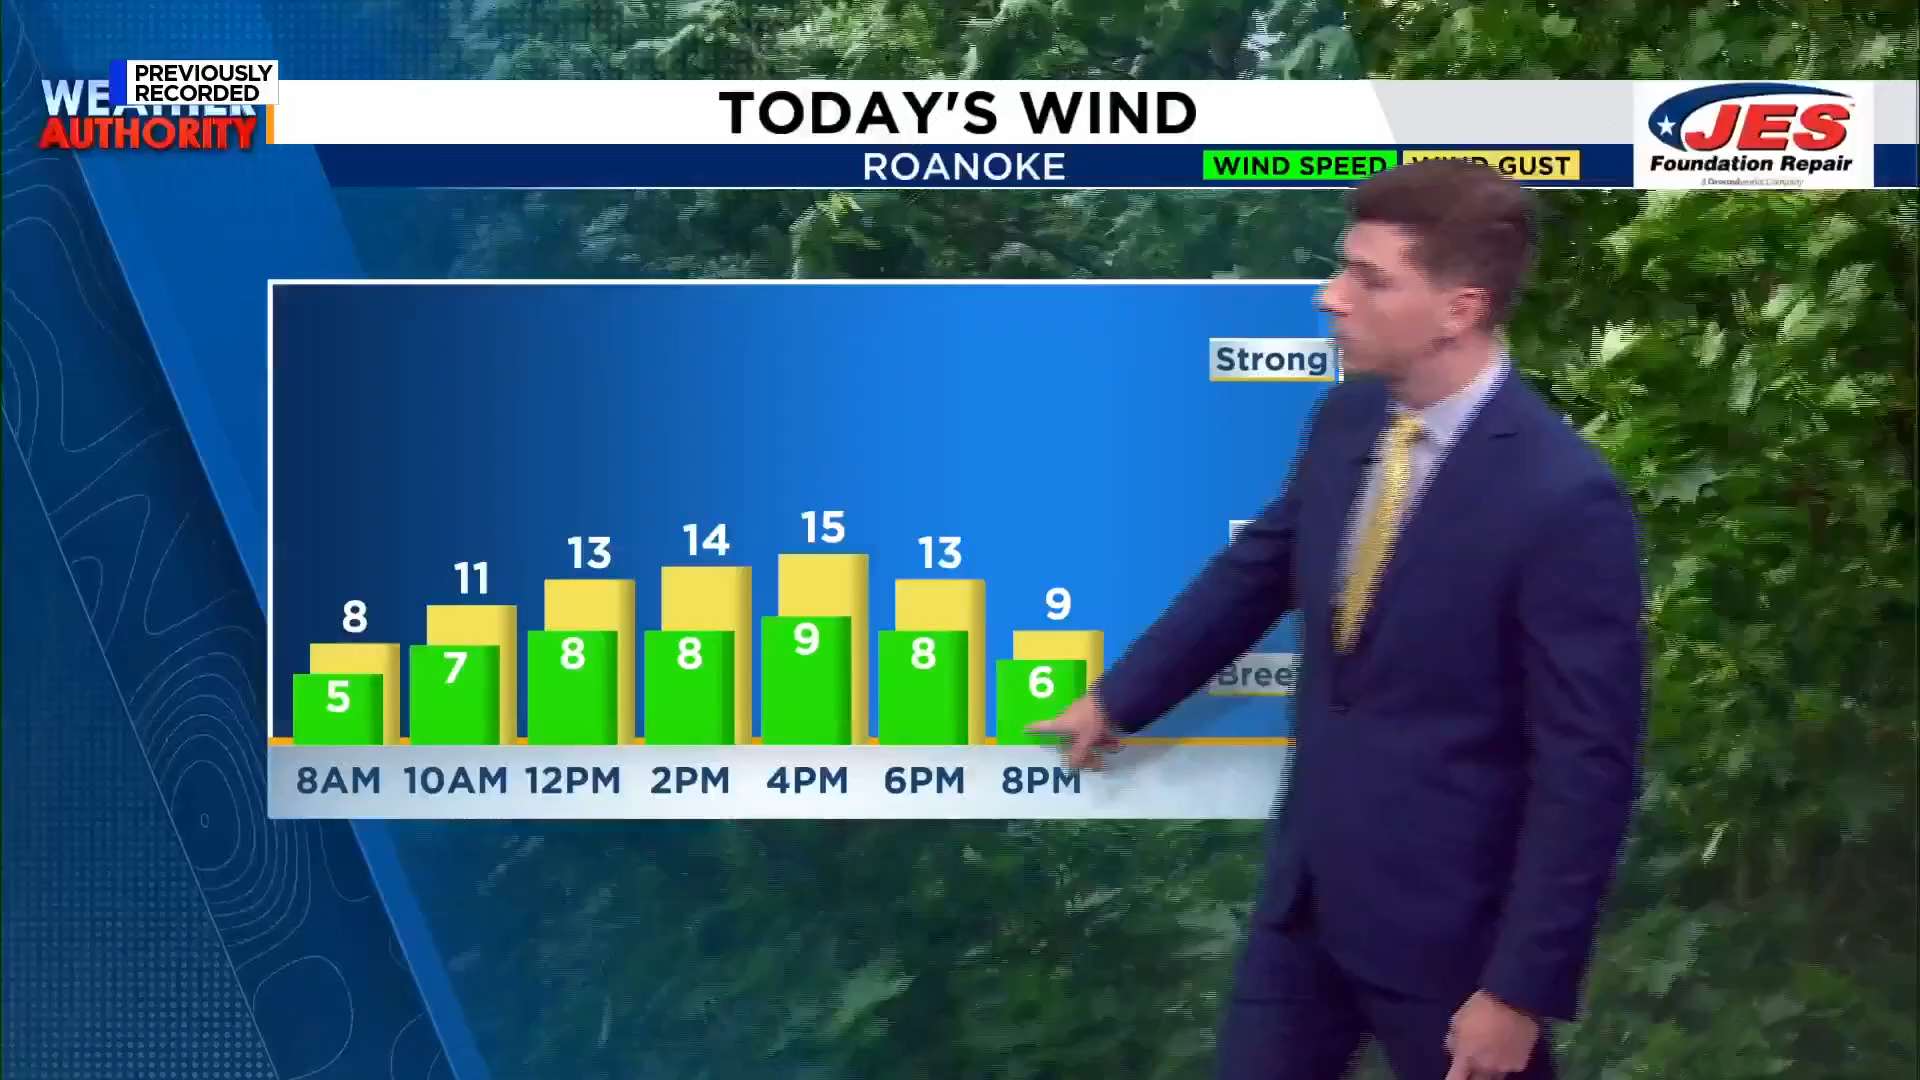 PREVIOUSLY
RECORDED
AUTHORITY
TODAY'S WIND
ROANOKE
WIND SPEED
GUST
JES
Foundation Repair
Strong
8 11 13 14 15 13 9
5 7 8 8 9 8 6
8AM 10AM 12PM 2PM 4PM 6PM 8PM